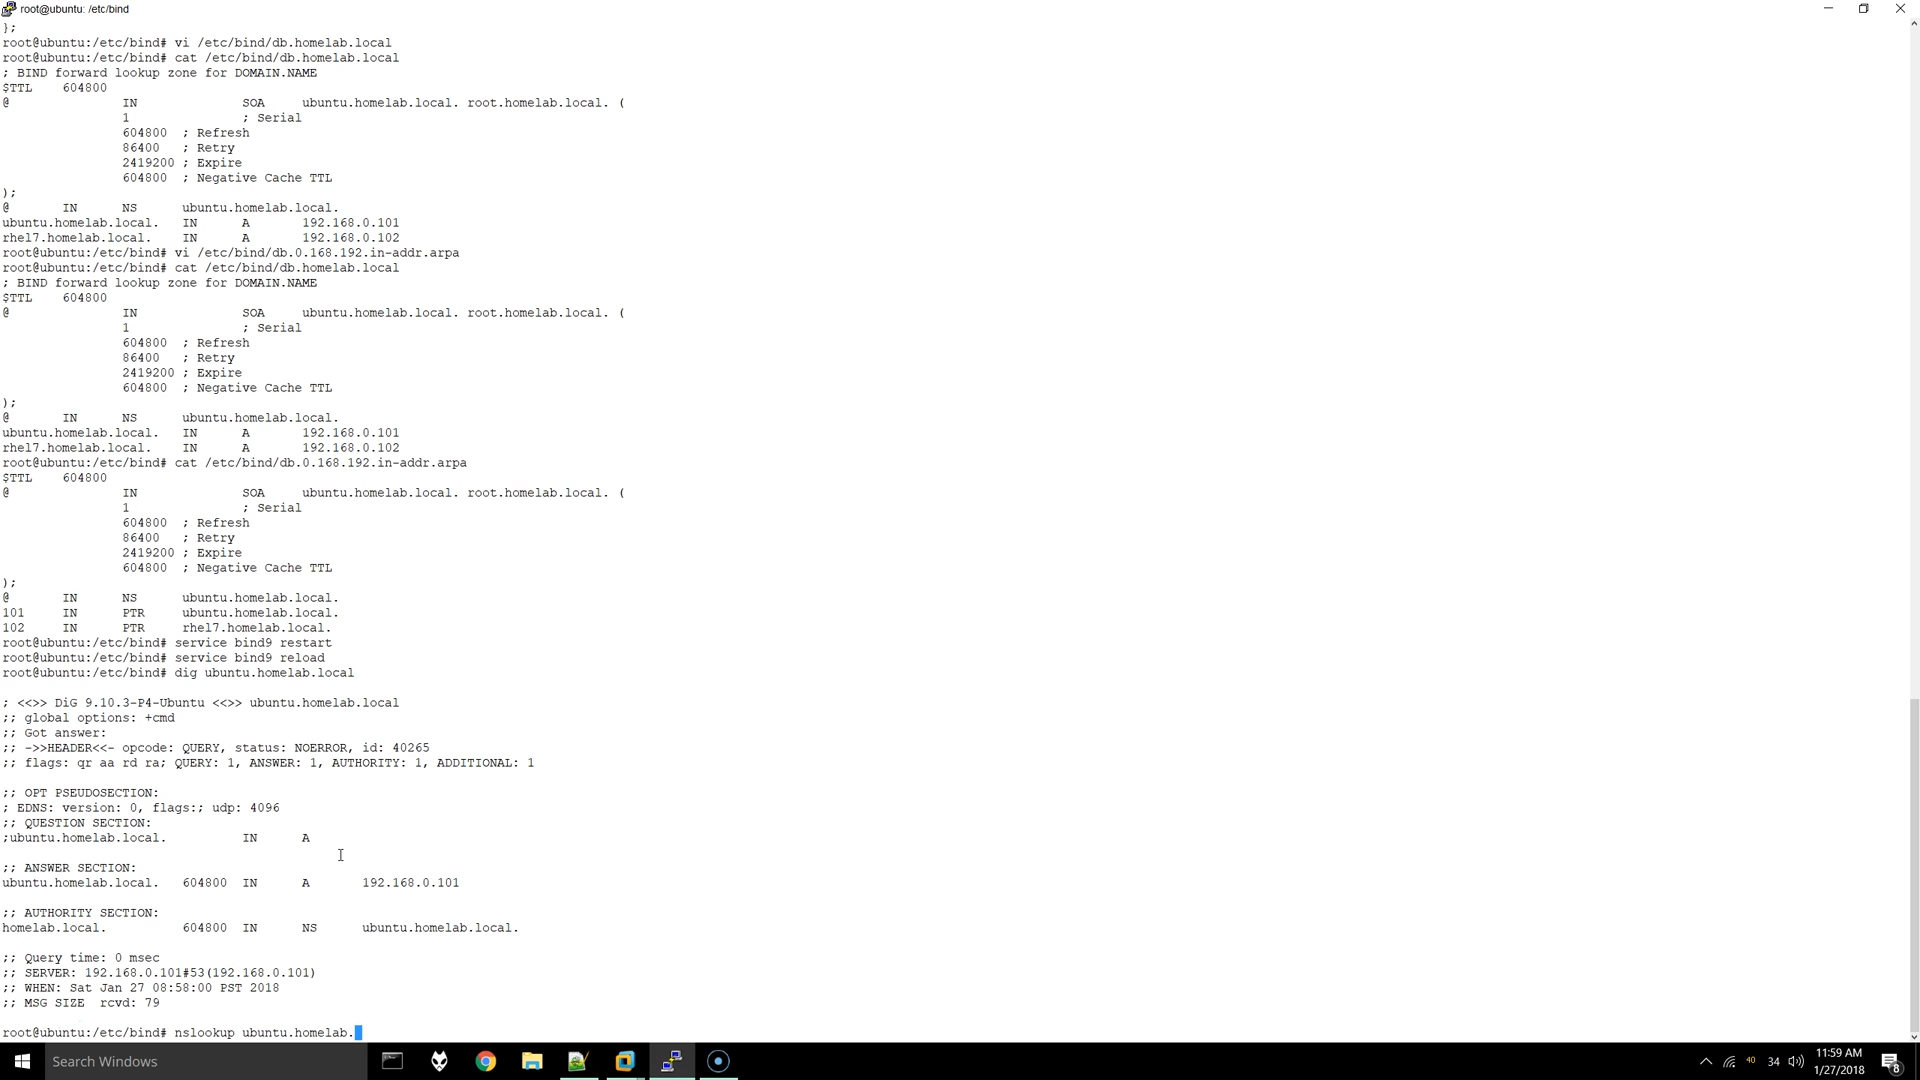 root@ubuntu: /etc/bind
};
root@ubuntu:/etc/bind# vi /etc/bind/db.homelab.local
root@ubuntu:/etc/bind# cat /etc/bind/db.homelab.local
; BIND forward lookup zone for DOMAIN.NAME
$TTL    604800
@               IN              SOA     ubuntu.homelab.local. root.homelab.local. (
                1               ; Serial
                604800  ; Refresh
                86400   ; Retry
                2419200 ; Expire
                604800  ; Negative Cache TTL
);
@       IN      NS      ubuntu.homelab.local.
ubuntu.homelab.local.   IN      A       192.168.0.101
rhel7.homelab.local.    IN      A       192.168.0.102
root@ubuntu:/etc/bind# vi /etc/bind/db.0.168.192.in-addr.arpa
root@ubuntu:/etc/bind# cat /etc/bind/db.homelab.local
; BIND forward lookup zone for DOMAIN.NAME
$TTL    604800
@               IN              SOA     ubuntu.homelab.local. root.homelab.local. (
                1               ; Serial
                604800  ; Refresh
                86400   ; Retry
                2419200 ; Expire
                604800  ; Negative Cache TTL
);
@       IN      NS      ubuntu.homelab.local.
ubuntu.homelab.local.   IN      A       192.168.0.101
rhel7.homelab.local.    IN      A       192.168.0.102
root@ubuntu:/etc/bind# cat /etc/bind/db.0.168.192.in-addr.arpa
$TTL    604800
@               IN              SOA     ubuntu.homelab.local. root.homelab.local. (
                1               ; Serial
                604800  ; Refresh
                86400   ; Retry
                2419200 ; Expire
                604800  ; Negative Cache TTL
);
@       IN      NS      ubuntu.homelab.local.
101     IN      PTR     ubuntu.homelab.local.
102     IN      PTR     rhel7.homelab.local.
root@ubuntu:/etc/bind# service bind9 restart
root@ubuntu:/etc/bind# service bind9 reload
root@ubuntu:/etc/bind# dig ubuntu.homelab.local
; <<>> DiG 9.10.3-P4-Ubuntu <<>> ubuntu.homelab.local
;; global options: +cmd
;; Got answer:
;; ->>HEADER<<- opcode: QUERY, status: NOERROR, id: 40265
;; flags: qr aa rd ra; QUERY: 1, ANSWER: 1, AUTHORITY: 1, ADDITIONAL: 1
;; OPT PSEUDOSECTION:
; EDNS: version: 0, flags:; udp: 4096
;; QUESTION SECTION:
;ubuntu.homelab.local.          IN      A
;; ANSWER SECTION:
ubuntu.homelab.local.   604800  IN      A       192.168.0.101
;; AUTHORITY SECTION:
homelab.local.          604800  IN      NS      ubuntu.homelab.local.
;; Query time: 0 msec
;; SERVER: 192.168.0.101#53(192.168.0.101)
;; WHEN: Sat Jan 27 08:58:00 PST 2018
;; MSG SIZE  rcvd: 79
root@ubuntu:/etc/bind# nslookup ubuntu.homelab.
Search Windows
40
34
11:59 AM
1/27/2018
8